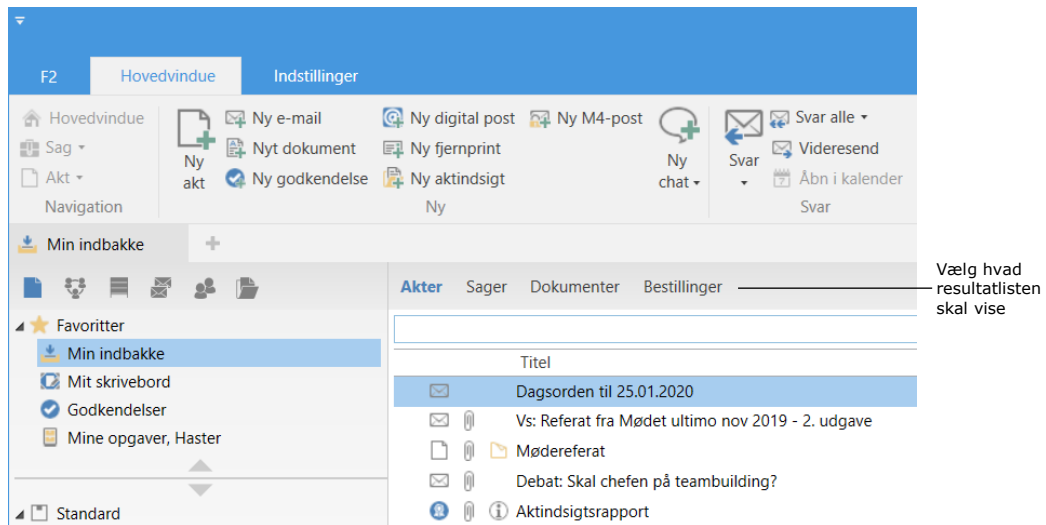 F2 Hovedvindue Indstillinger
Hovedvindue
Sag
Akt
Navigation
Ny
akt
Ny e-mail
Nyt dokument
Ny godkendelse
Ny digital post
Ny fjernprint
Ny aktindsigt
Ny M4-post
Ny
chat
Ny
Svar
Svar alle
Videresend
Åbn i kalender
Svar
Min indbakke
Akter Sager Dokumenter Bestillinger
Vælg hvad
resultatlisten
skal vise
Favoritter
Min indbakke
Mit skrivebord
Godkendelser
Mine opgaver, Haster
Standard
Titel
Dagsorden til 25.01.2020
Vs: Referat fra Mødet ultimo nov 2019 - 2. udgave
Mødereferat
Debat: Skal chefen på teambuilding?
Aktindsigtsrapport